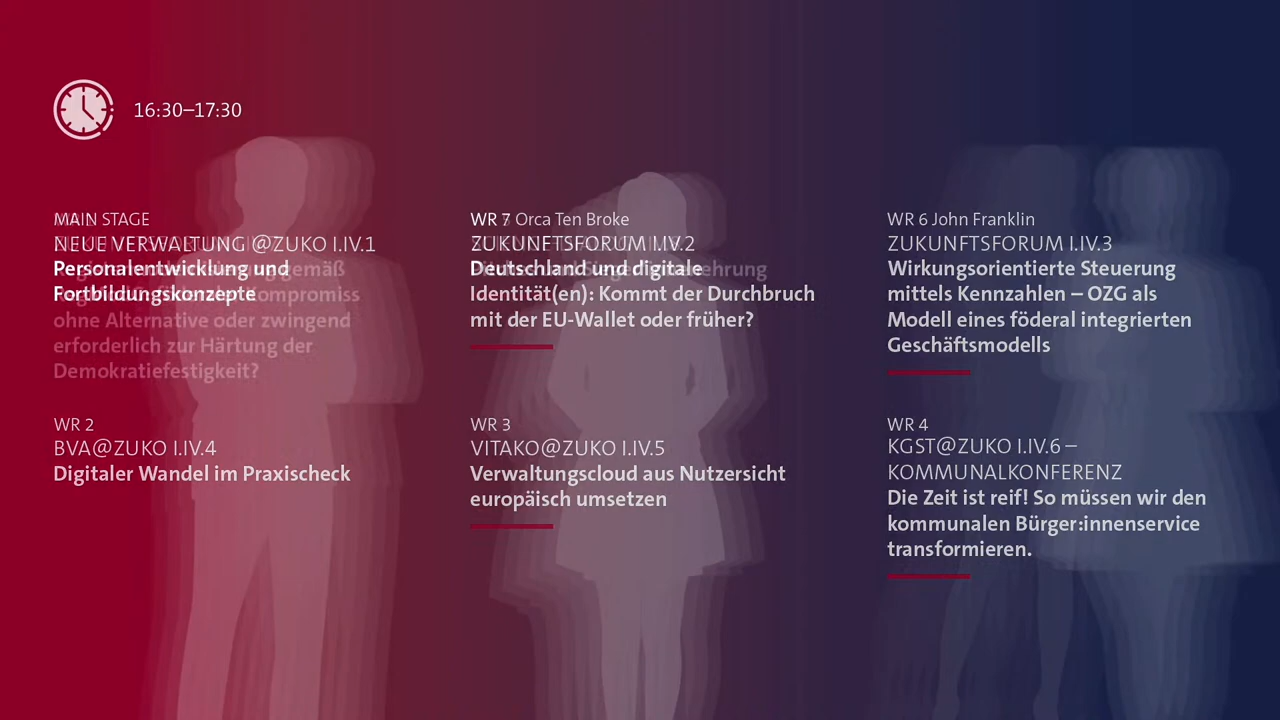 16:30–17:30
MAIN STAGE
NEUE VERWALTUNG @ZUKO I.IV.1
Personalentwicklung und
Fortbildungskonzepte Kompromiss
ohne Alternative oder zwingend
erforderlich zur Härtung der
Demokratiefestigkeit?
WR 7 Orca Ten Broke
ZUKUNFTSFORUM I.IV.2
Deutschland und digitale
Identität(en): Kommt der Durchbruch
mit der EU-Wallet oder früher?
WR 6 John Franklin
ZUKUNFTSFORUM I.IV.3
Wirkungsorientierte Steuerung
mittels Kennzahlen – OZG als
Modell eines föderal integrierten
Geschäftsmodells
WR 2
BVA@ZUKO I.IV.4
Digitaler Wandel im Praxischeck
WR 3
VITAKO@ZUKO I.IV.5
Verwaltungscloud aus Nutzersicht
europäisch umsetzen
WR 4
KGST@ZUKO I.IV.6 –
KOMMUNALKONFERENZ
Die Zeit ist reif! So müssen wir den
kommunalen Bürger:innenservice
transformieren.